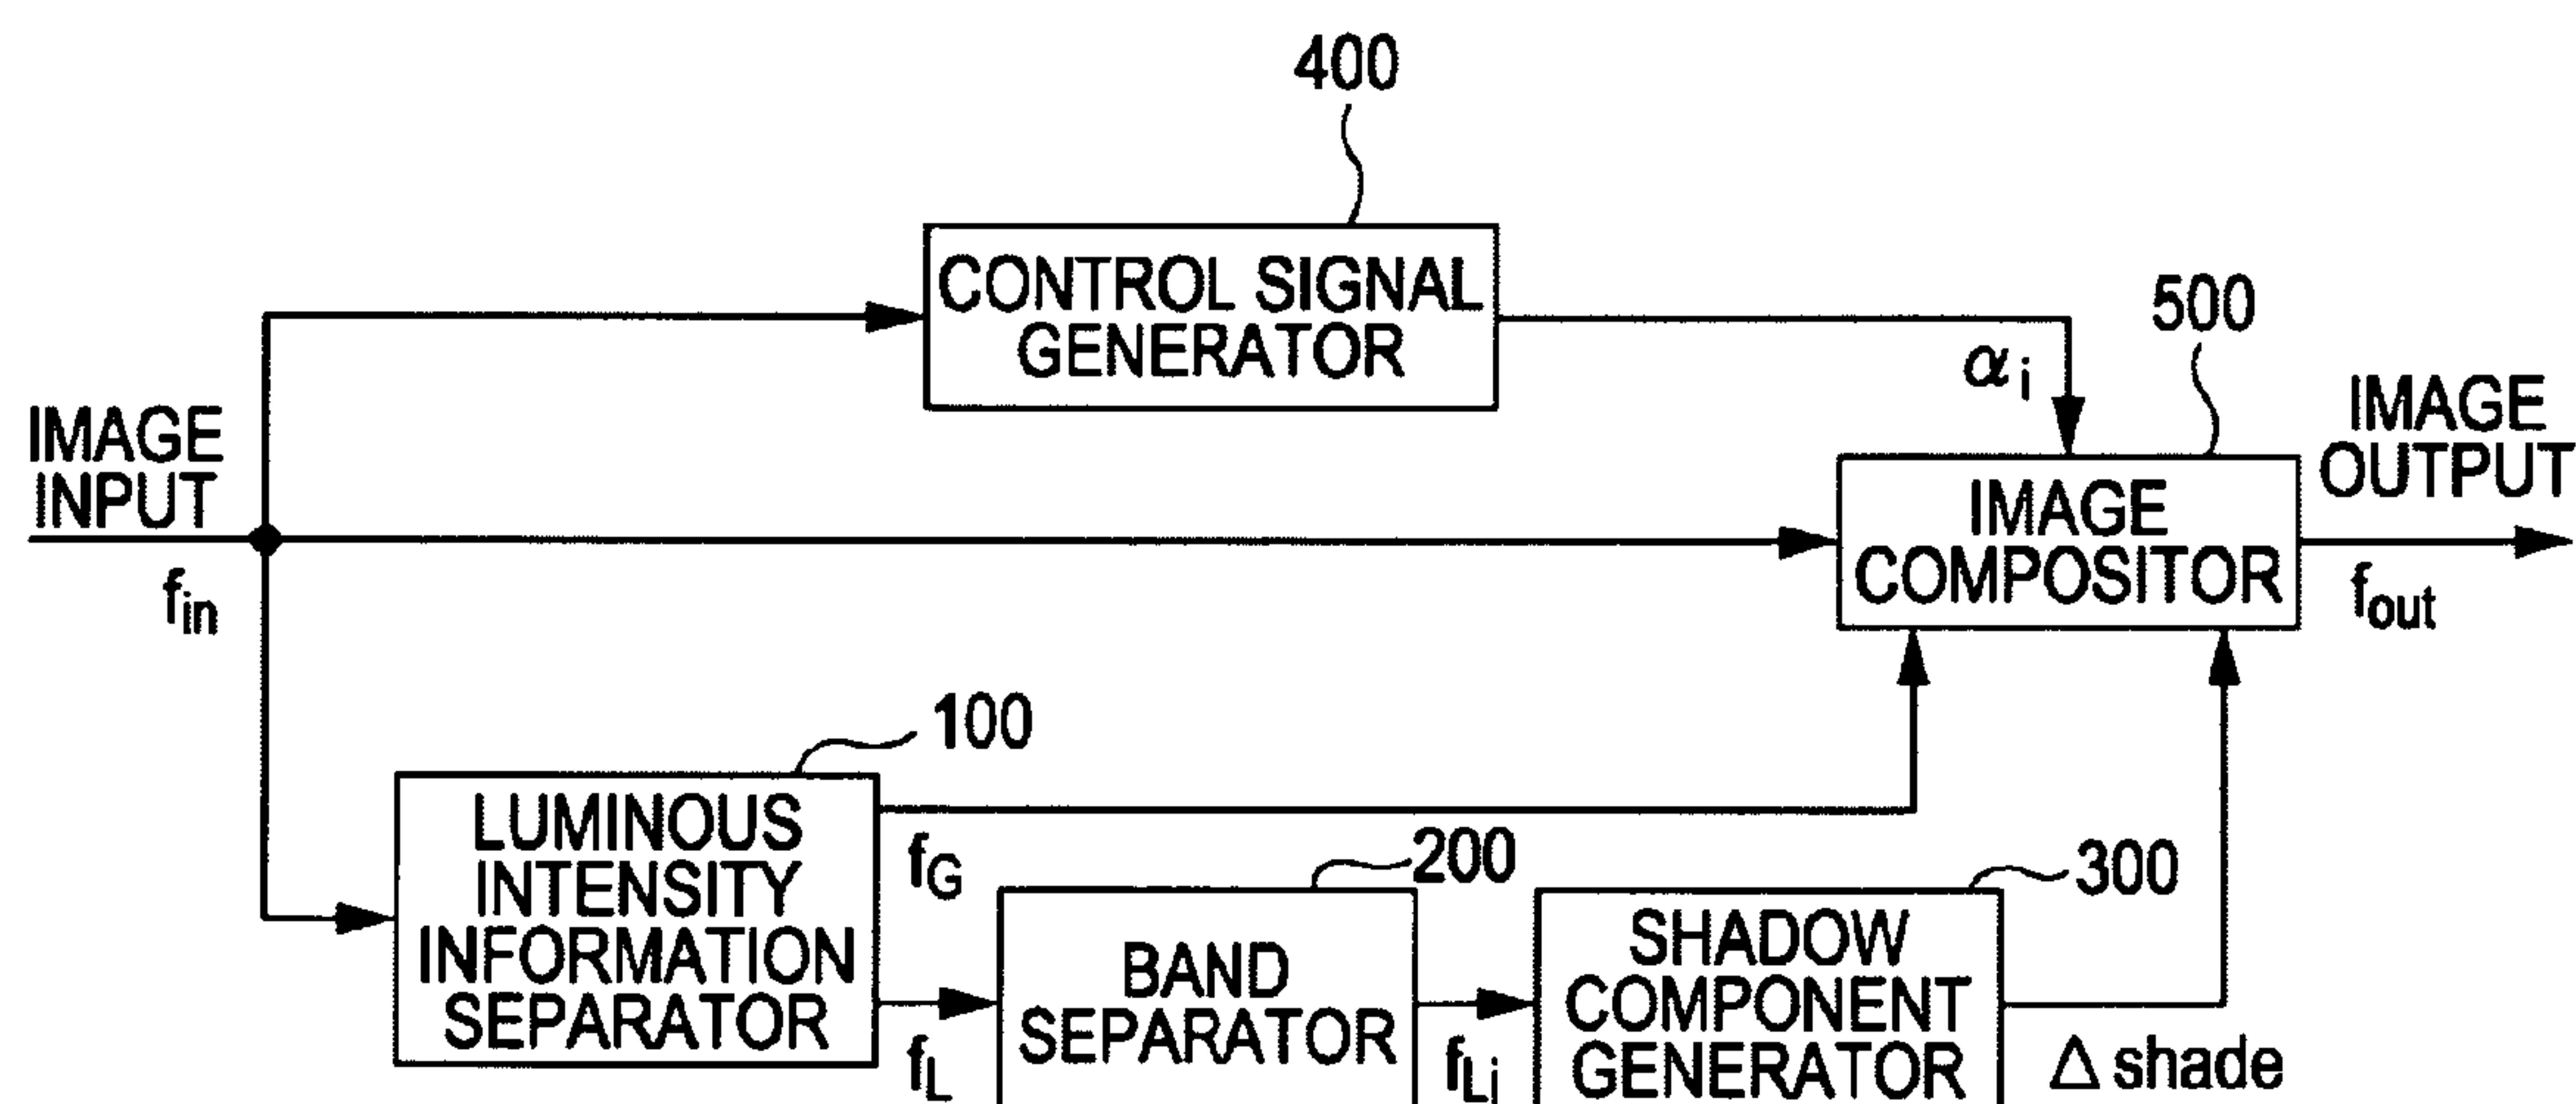 400
CONTROL SIGNAL
GENERATOR
αi
500
IMAGE
INPUT
fin
IMAGE
COMPOSITOR
IMAGE
OUTPUT
fout
100
LUMINOUS
INTENSITY
INFORMATION
SEPARATOR
fG
fL
200
BAND
SEPARATOR
fLi
300
SHADOW
COMPONENT
GENERATOR
Δ shade